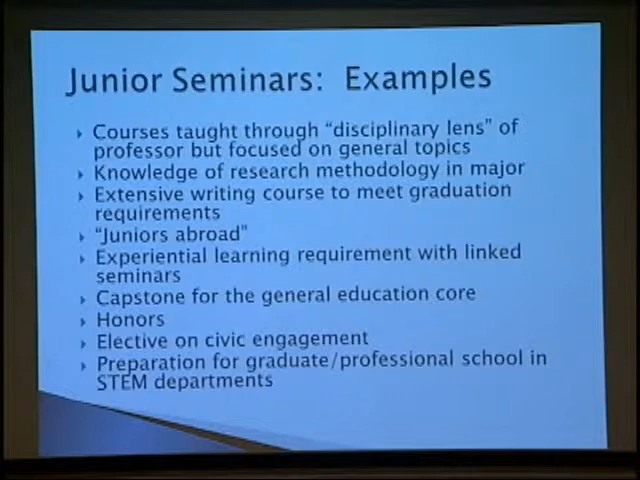 Junior Seminars: Examples
Courses taught through "disciplinary lens" of
professor but focused on general topics
Knowledge of research methodology in major
Extensive writing course to meet graduation
requirements
"Juniors abroad"
Experiential learning requirement with linked
seminars
Capstone for the general education core
Honors
Elective on civic engagement
Preparation for graduate/professional school in
STEM departments